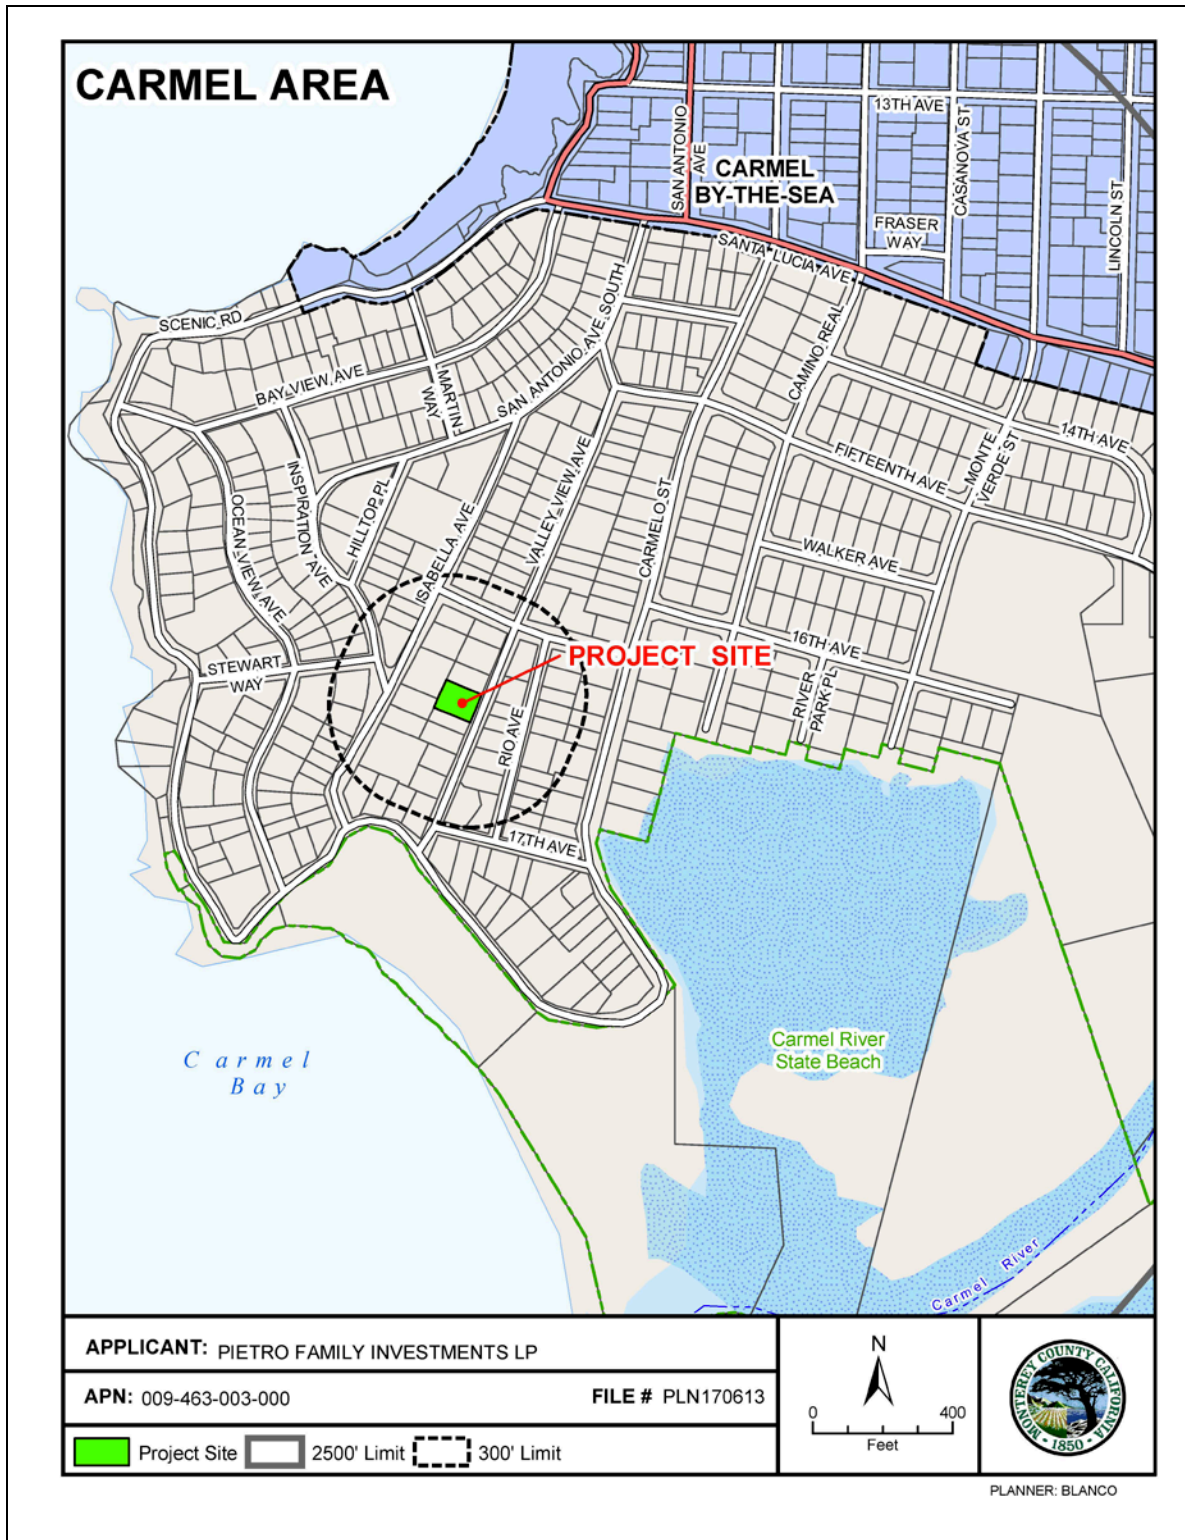 CARMEL AREA
13TH AVE
SAN ANTONIO
AVE
CASANOVA ST
CARMEL
BY-THE-SEA
LINCOLN ST
FRASER
WAY
SANTA LUCIA AVE
SCENIC RD
SAN ANTONIO AVE SOUTH
CAMINO REAL
BAY VIEW AVE
MARTIN
WAY
14TH AVE
MONTE
VERDE ST
FIFTEENTH AVE
INSPIRATION AVE
HILLTOP PL
VALLEY VIEW AVE
CARMELO ST
OCEAN VIEW AVE
ISABELLA AVE
WALKER AVE
16TH AVE
STEWART
WAY
PROJECT SITE
RIVER
PARK PL
RIO AVE
17TH AVE
Carmel River
State Beach
Carmel
Bay
Carmel River
APPLICANT: PIETRO FAMILY INVESTMENTS LP
APN: 009-463-003-000
FILE # PLN170613
Project Site
2500' Limit
300' Limit
N
0 400
Feet
MONTEREY COUNTY CALIFORNIA
• 1850 •
PLANNER: BLANCO